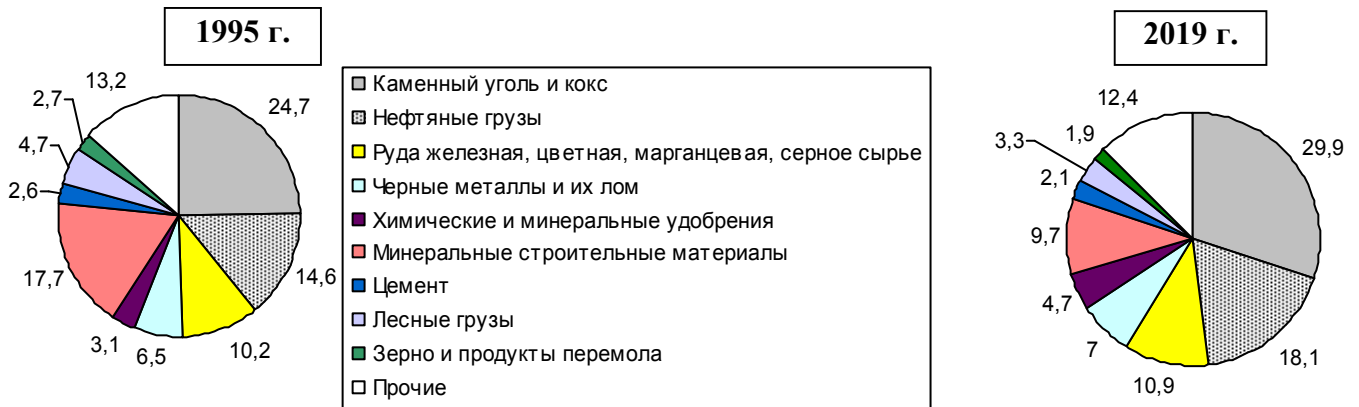 1995 г.
13,2
24,7
2,7
4,7
2,6
17,7
14,6
3,1
6,5
10,2
Каменный уголь и кокс
Нефтяные грузы
Руда железная, цветная, марганцевая, серное сырье
Черные металлы и их лом
Химические и минеральные удобрения
Минеральные строительные материалы
Цемент
Лесные грузы
Зерно и продукты перемола
Прочие
2019 г.
12,4
1,9
3,3
29,9
2,1
9,7
4,7
7
18,1
10,9